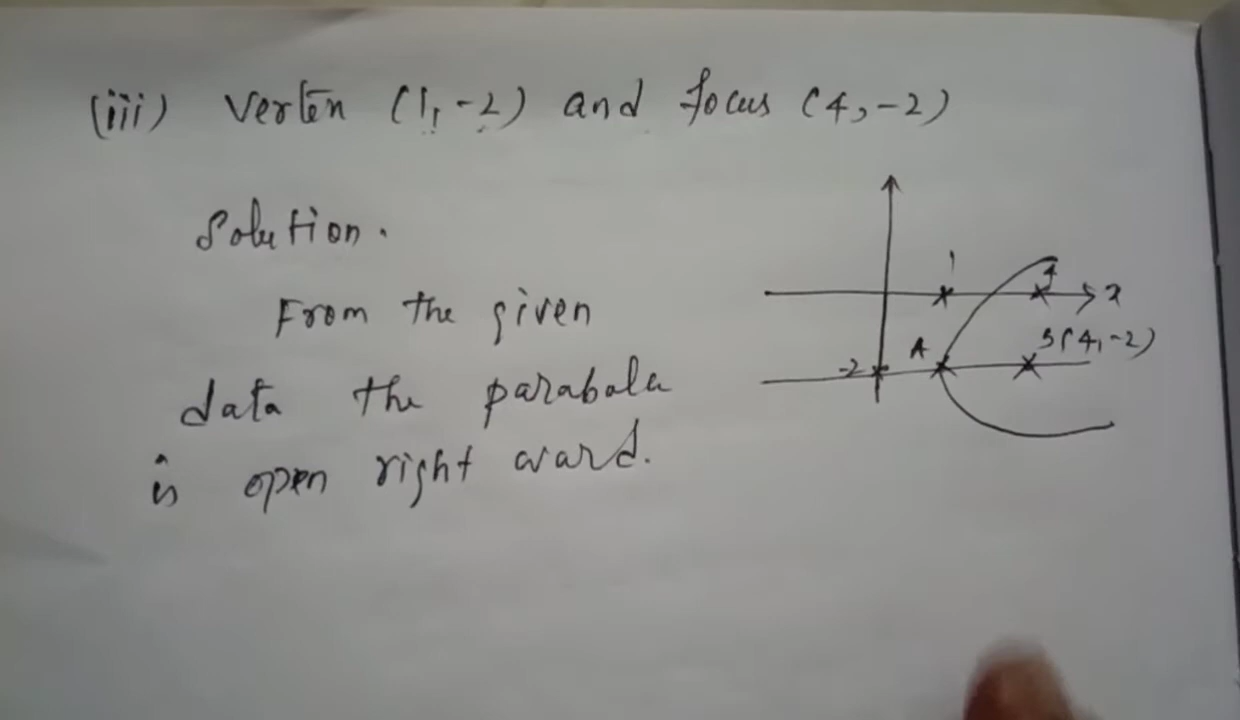 (iii) Vertex (1, -2) and focus (4, -2)
Solution.
From the given
data the parabola
is open right ward.
1
4
x
-2
A
S(4, -2)